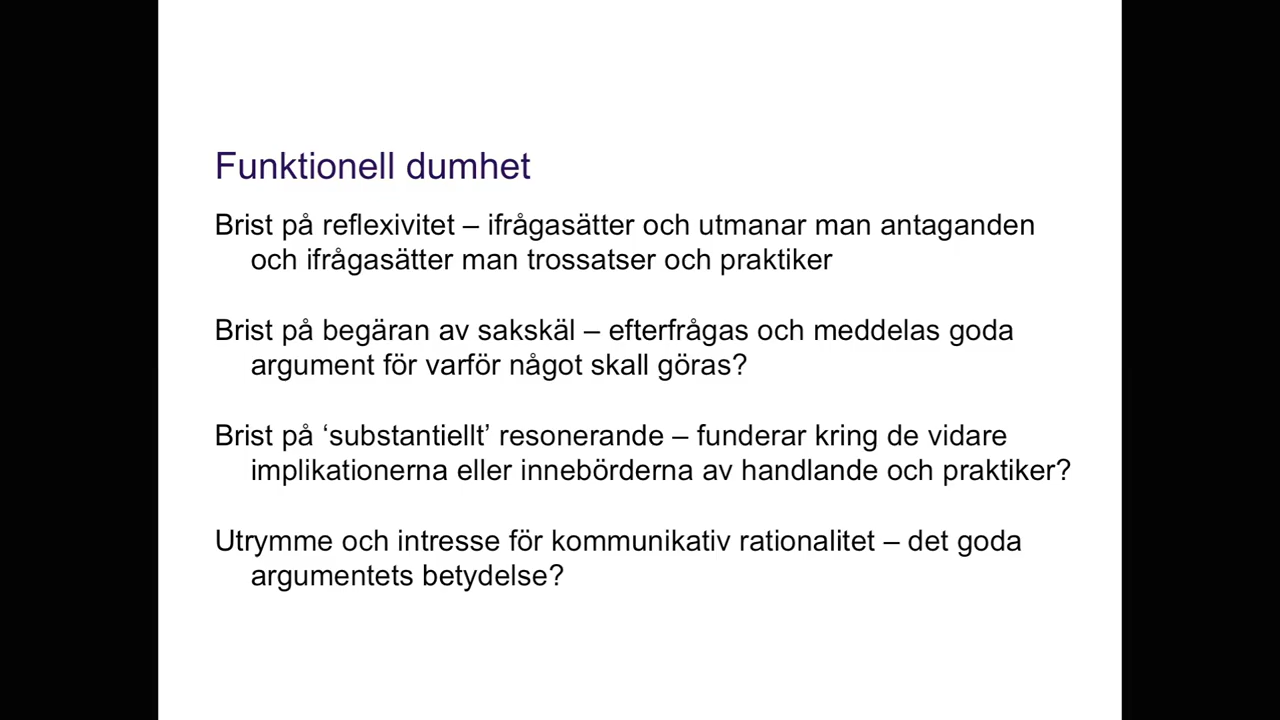 Funktionell dumhet
Brist på reflexivitet – ifrågasätter och utmanar man antaganden
och ifrågasätter man trossatser och praktiker
Brist på begäran av sakskäl – efterfrågas och meddelas goda
argument för varför något skall göras?
Brist på ‘substantiellt’ resonerande – funderar kring de vidare
implikationerna eller innebörderna av handlande och praktiker?
Utrymme och intresse för kommunikativ rationalitet – det goda
argumentets betydelse?